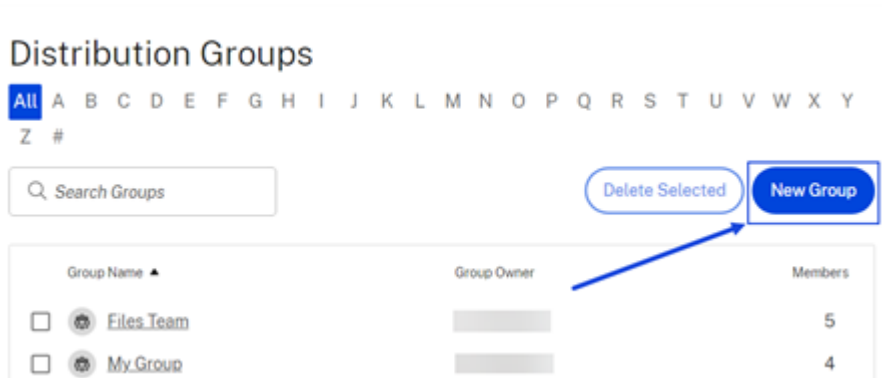 Distribution Groups
All A B C D E F G H I J K L M N O P Q R S T U V W X Y
Z #
Search Groups Delete Selected New Group
Group Name ▲ Group Owner Members
Files Team 5
My Group 4